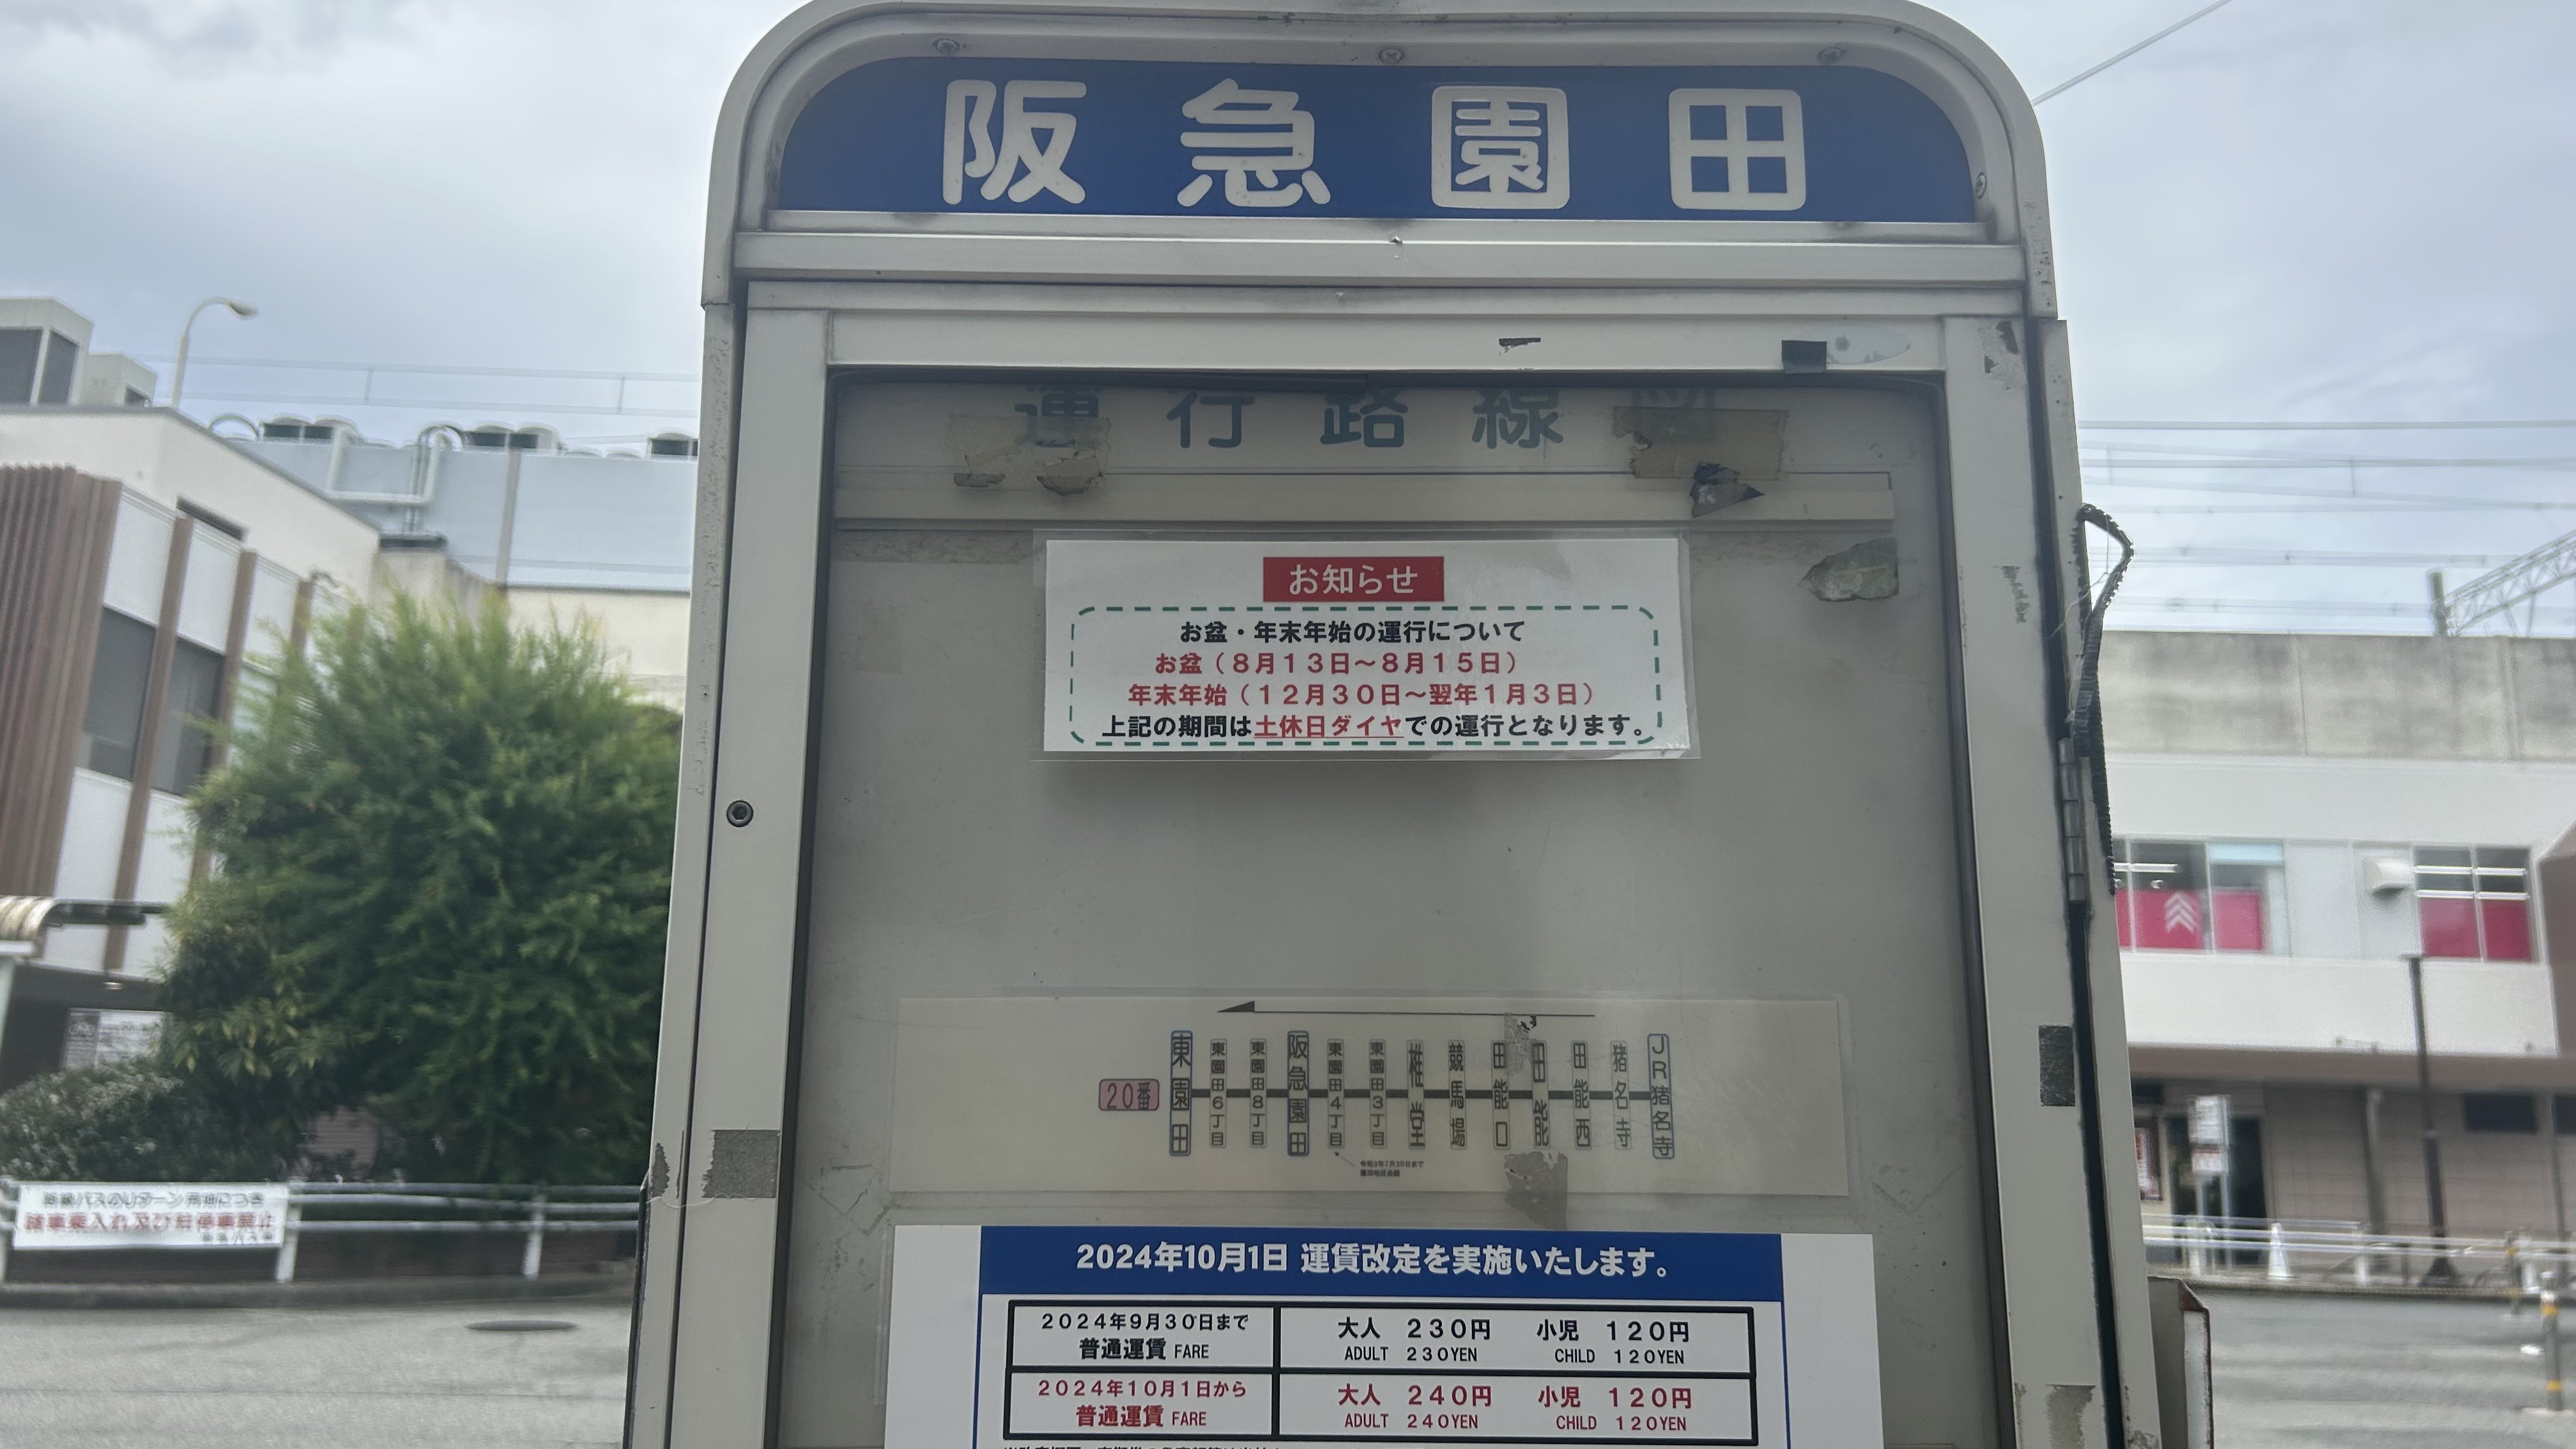 阪急園田
運行路線図
お知らせ
お盆・年末年始の運行について
お盆（8月13日～8月15日）
年末年始（12月30日～翌年1月3日）
上記の期間は土休日ダイヤでの運行となります。
20番
東園田
東園田6丁目
東園田8丁目
阪急園田
東園田4丁目
東園田3丁目
椎堂
競馬場
田能口
田能
田能西
猪名寺
JR猪名寺
2024年10月1日 運賃改定を実施いたします。
2024年9月30日まで
普通運賃 FARE
大人 230円 小児 120円
ADULT 230YEN CHILD 120YEN
2024年10月1日から
普通運賃 FARE
大人 240円 小児 120円
ADULT 240YEN CHILD 120YEN